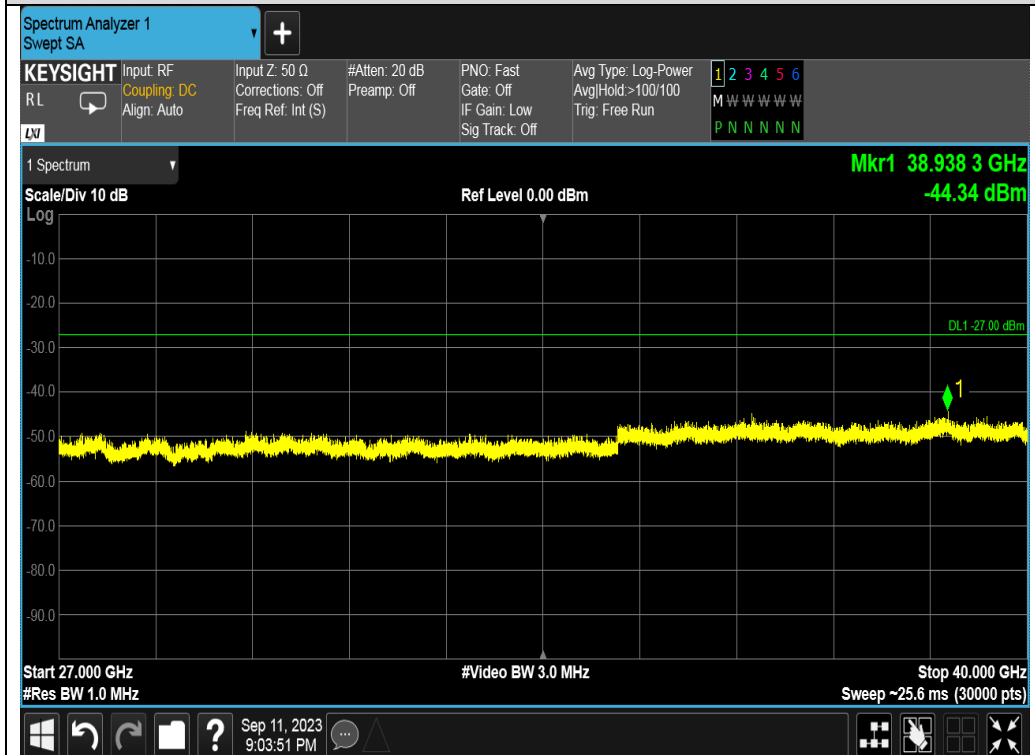 Spectrum Analyzer 1
Swept SA
+
KEYSIGHT
RL
LXI
Input: RF
Coupling: DC
Align: Auto
Input Z: 50 Ω
Corrections: Off
Freq Ref: Int (S)
#Atten: 20 dB
Preamp: Off
PNO: Fast
Gate: Off
IF Gain: Low
Sig Track: Off
Avg Type: Log-Power
Avg|Hold:>100/100
Trig: Free Run
1 2 3 4 5 6
M W W W W W
P N N N N N
1 Spectrum
Mkr1 38.938 3 GHz
Scale/Div 10 dB
Ref Level 0.00 dBm
-44.34 dBm
Log
-10.0
-20.0
DL1 -27.00 dBm
-30.0
-40.0
1
-50.0
-60.0
-70.0
-80.0
-90.0
Start 27.000 GHz
#Video BW 3.0 MHz
Stop 40.000 GHz
#Res BW 1.0 MHz
Sweep ~25.6 ms (30000 pts)
?
Sep 11, 2023
9:03:51 PM